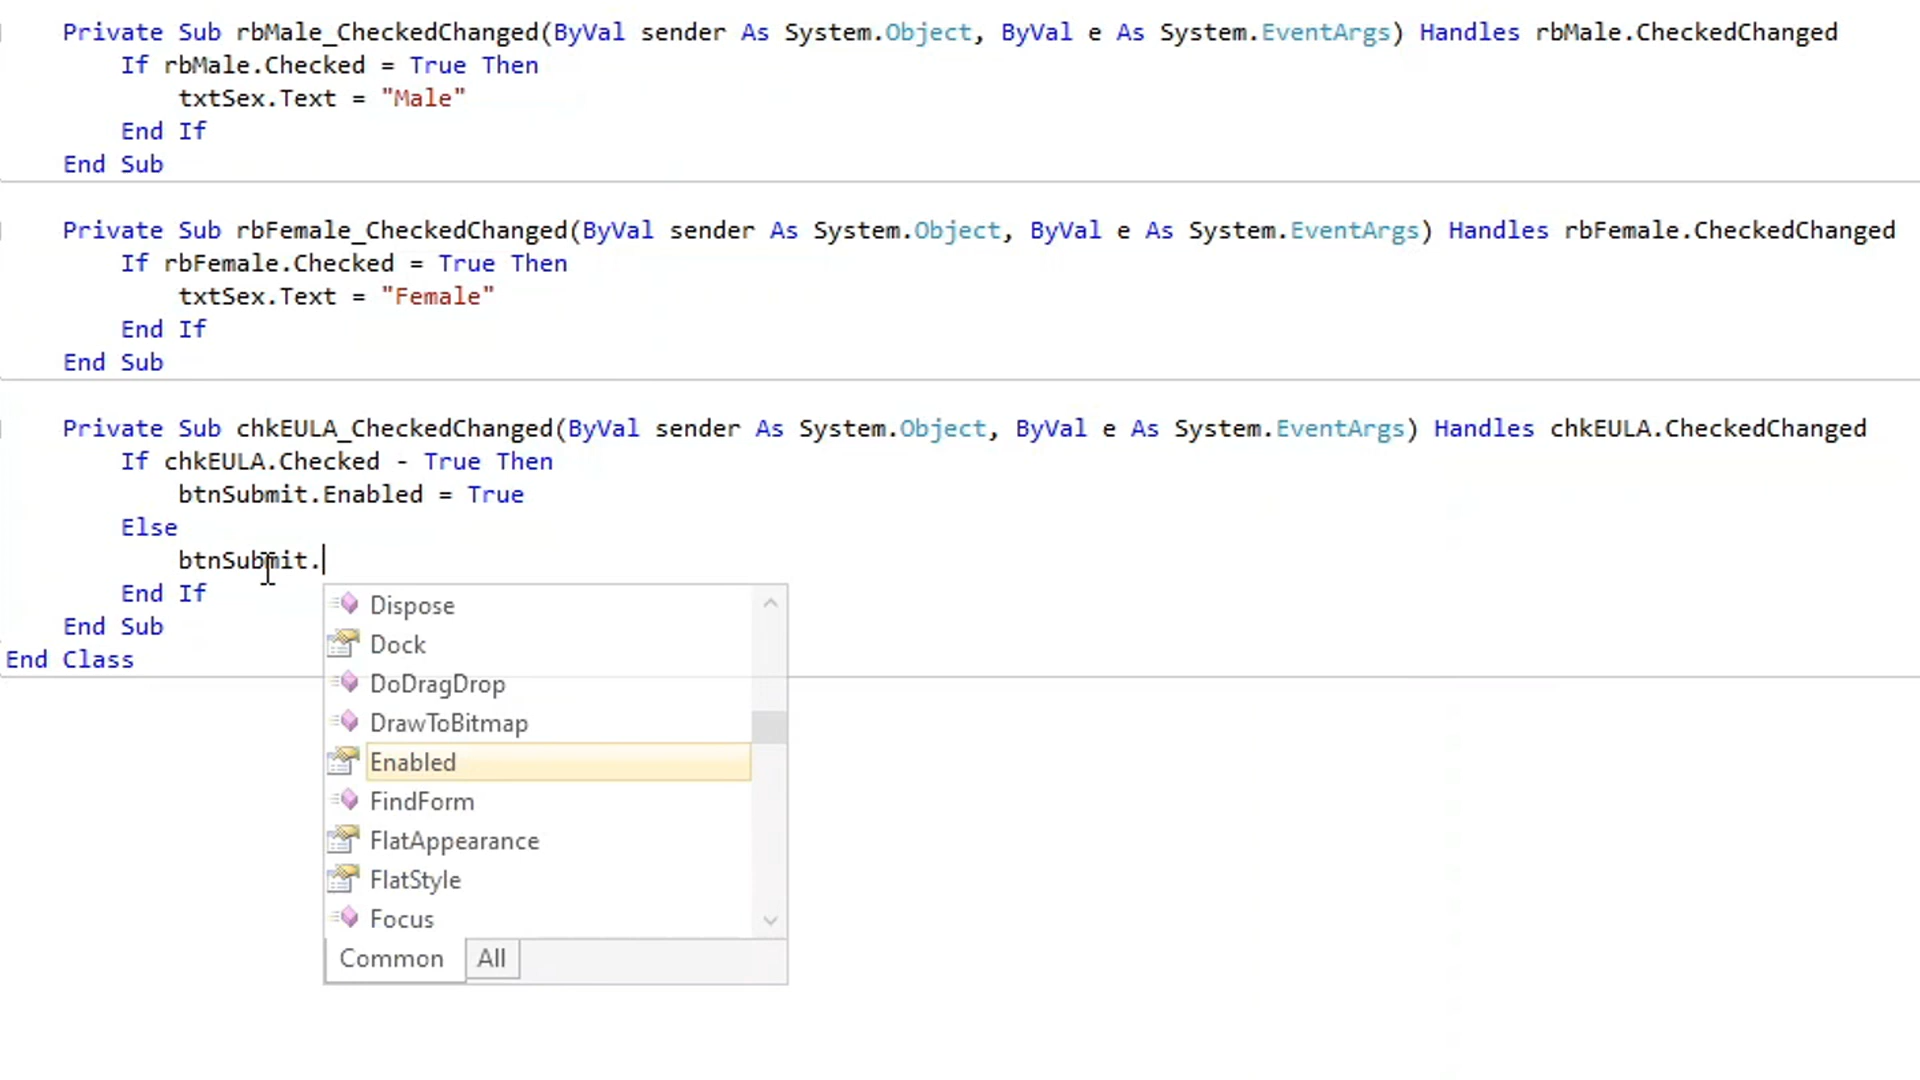 Private Sub rbMale_CheckedChanged(ByVal sender As System.Object, ByVal e As System.EventArgs) Handles rbMale.CheckedChanged
If rbMale.Checked = True Then
txtSex.Text = "Male"
End If
End Sub
Private Sub rbFemale_CheckedChanged(ByVal sender As System.Object, ByVal e As System.EventArgs) Handles rbFemale.CheckedChanged
If rbFemale.Checked = True Then
txtSex.Text = "Female"
End If
End Sub
Private Sub chkEULA_CheckedChanged(ByVal sender As System.Object, ByVal e As System.EventArgs) Handles chkEULA.CheckedChanged
If chkEULA.Checked - True Then
btnSubmit.Enabled = True
Else
btnSubmit.
End If
End Sub
End Class
Dispose
Dock
DoDragDrop
DrawToBitmap
Enabled
FindForm
FlatAppearance
FlatStyle
Focus
Common All